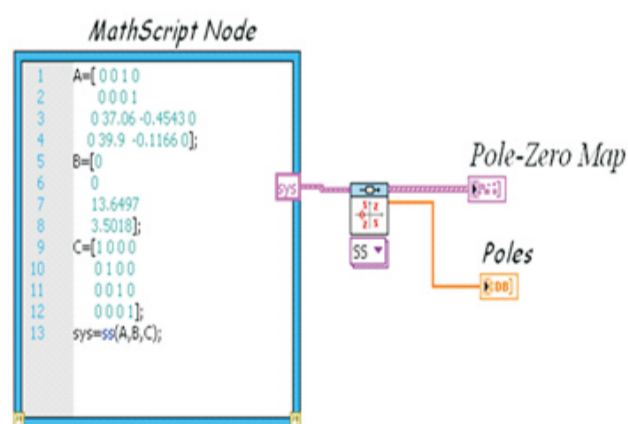 MathScript Node
1 A=[ 0 0 1 0
2 0 0 0 1
3 0 37.06 -0.4543 0
4 0 39.9 -0.1166 0];
5 B=[0
6 0
7 13.6497
8 3.5018];
9 C=[1 0 0 0
10 0 1 0 0
11 0 0 1 0
12 0 0 0 1];
13 sys=ss(A,B,C);
sys
SS
Pole-Zero Map
Poles